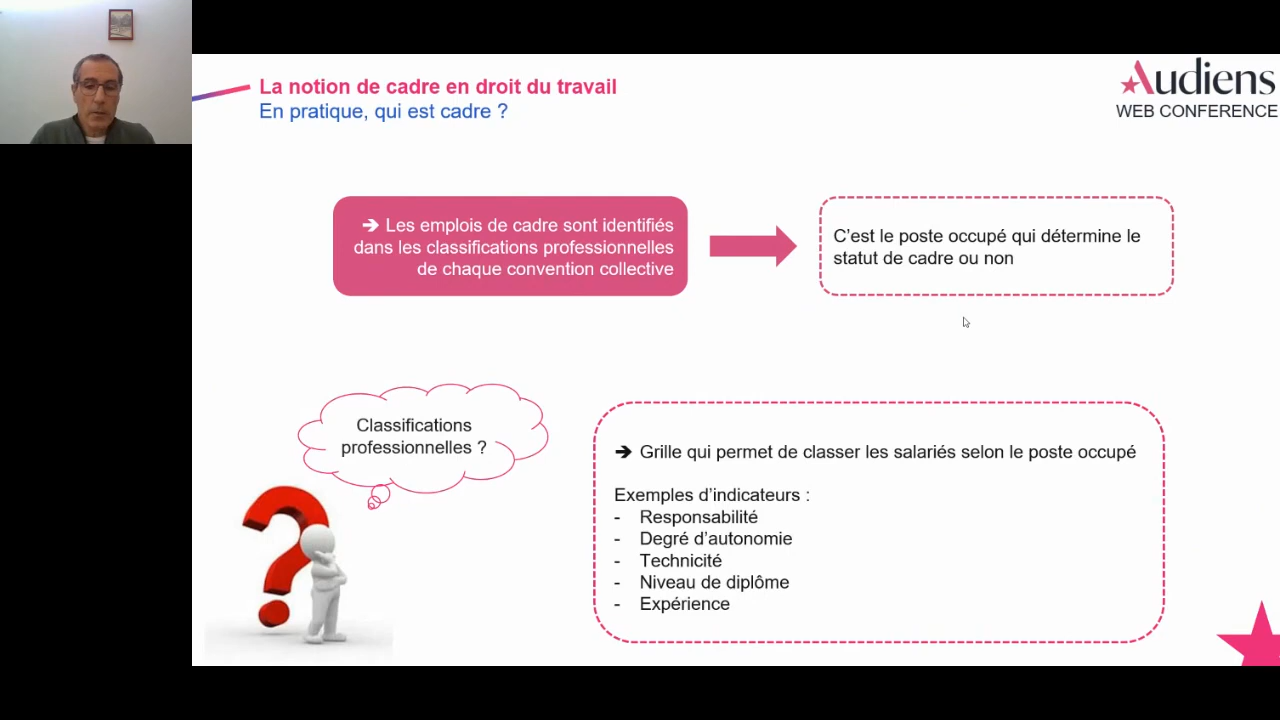 La notion de cadre en droit du travail
En pratique, qui est cadre ?
Audiens
WEB CONFERENCE
➔ Les emplois de cadre sont identifiés
dans les classifications professionnelles
de chaque convention collective
C’est le poste occupé qui détermine le
statut de cadre ou non
Classifications
professionnelles ?
➔ Grille qui permet de classer les salariés selon le poste occupé
Exemples d’indicateurs :
- Responsabilité
- Degré d’autonomie
- Technicité
- Niveau de diplôme
- Expérience